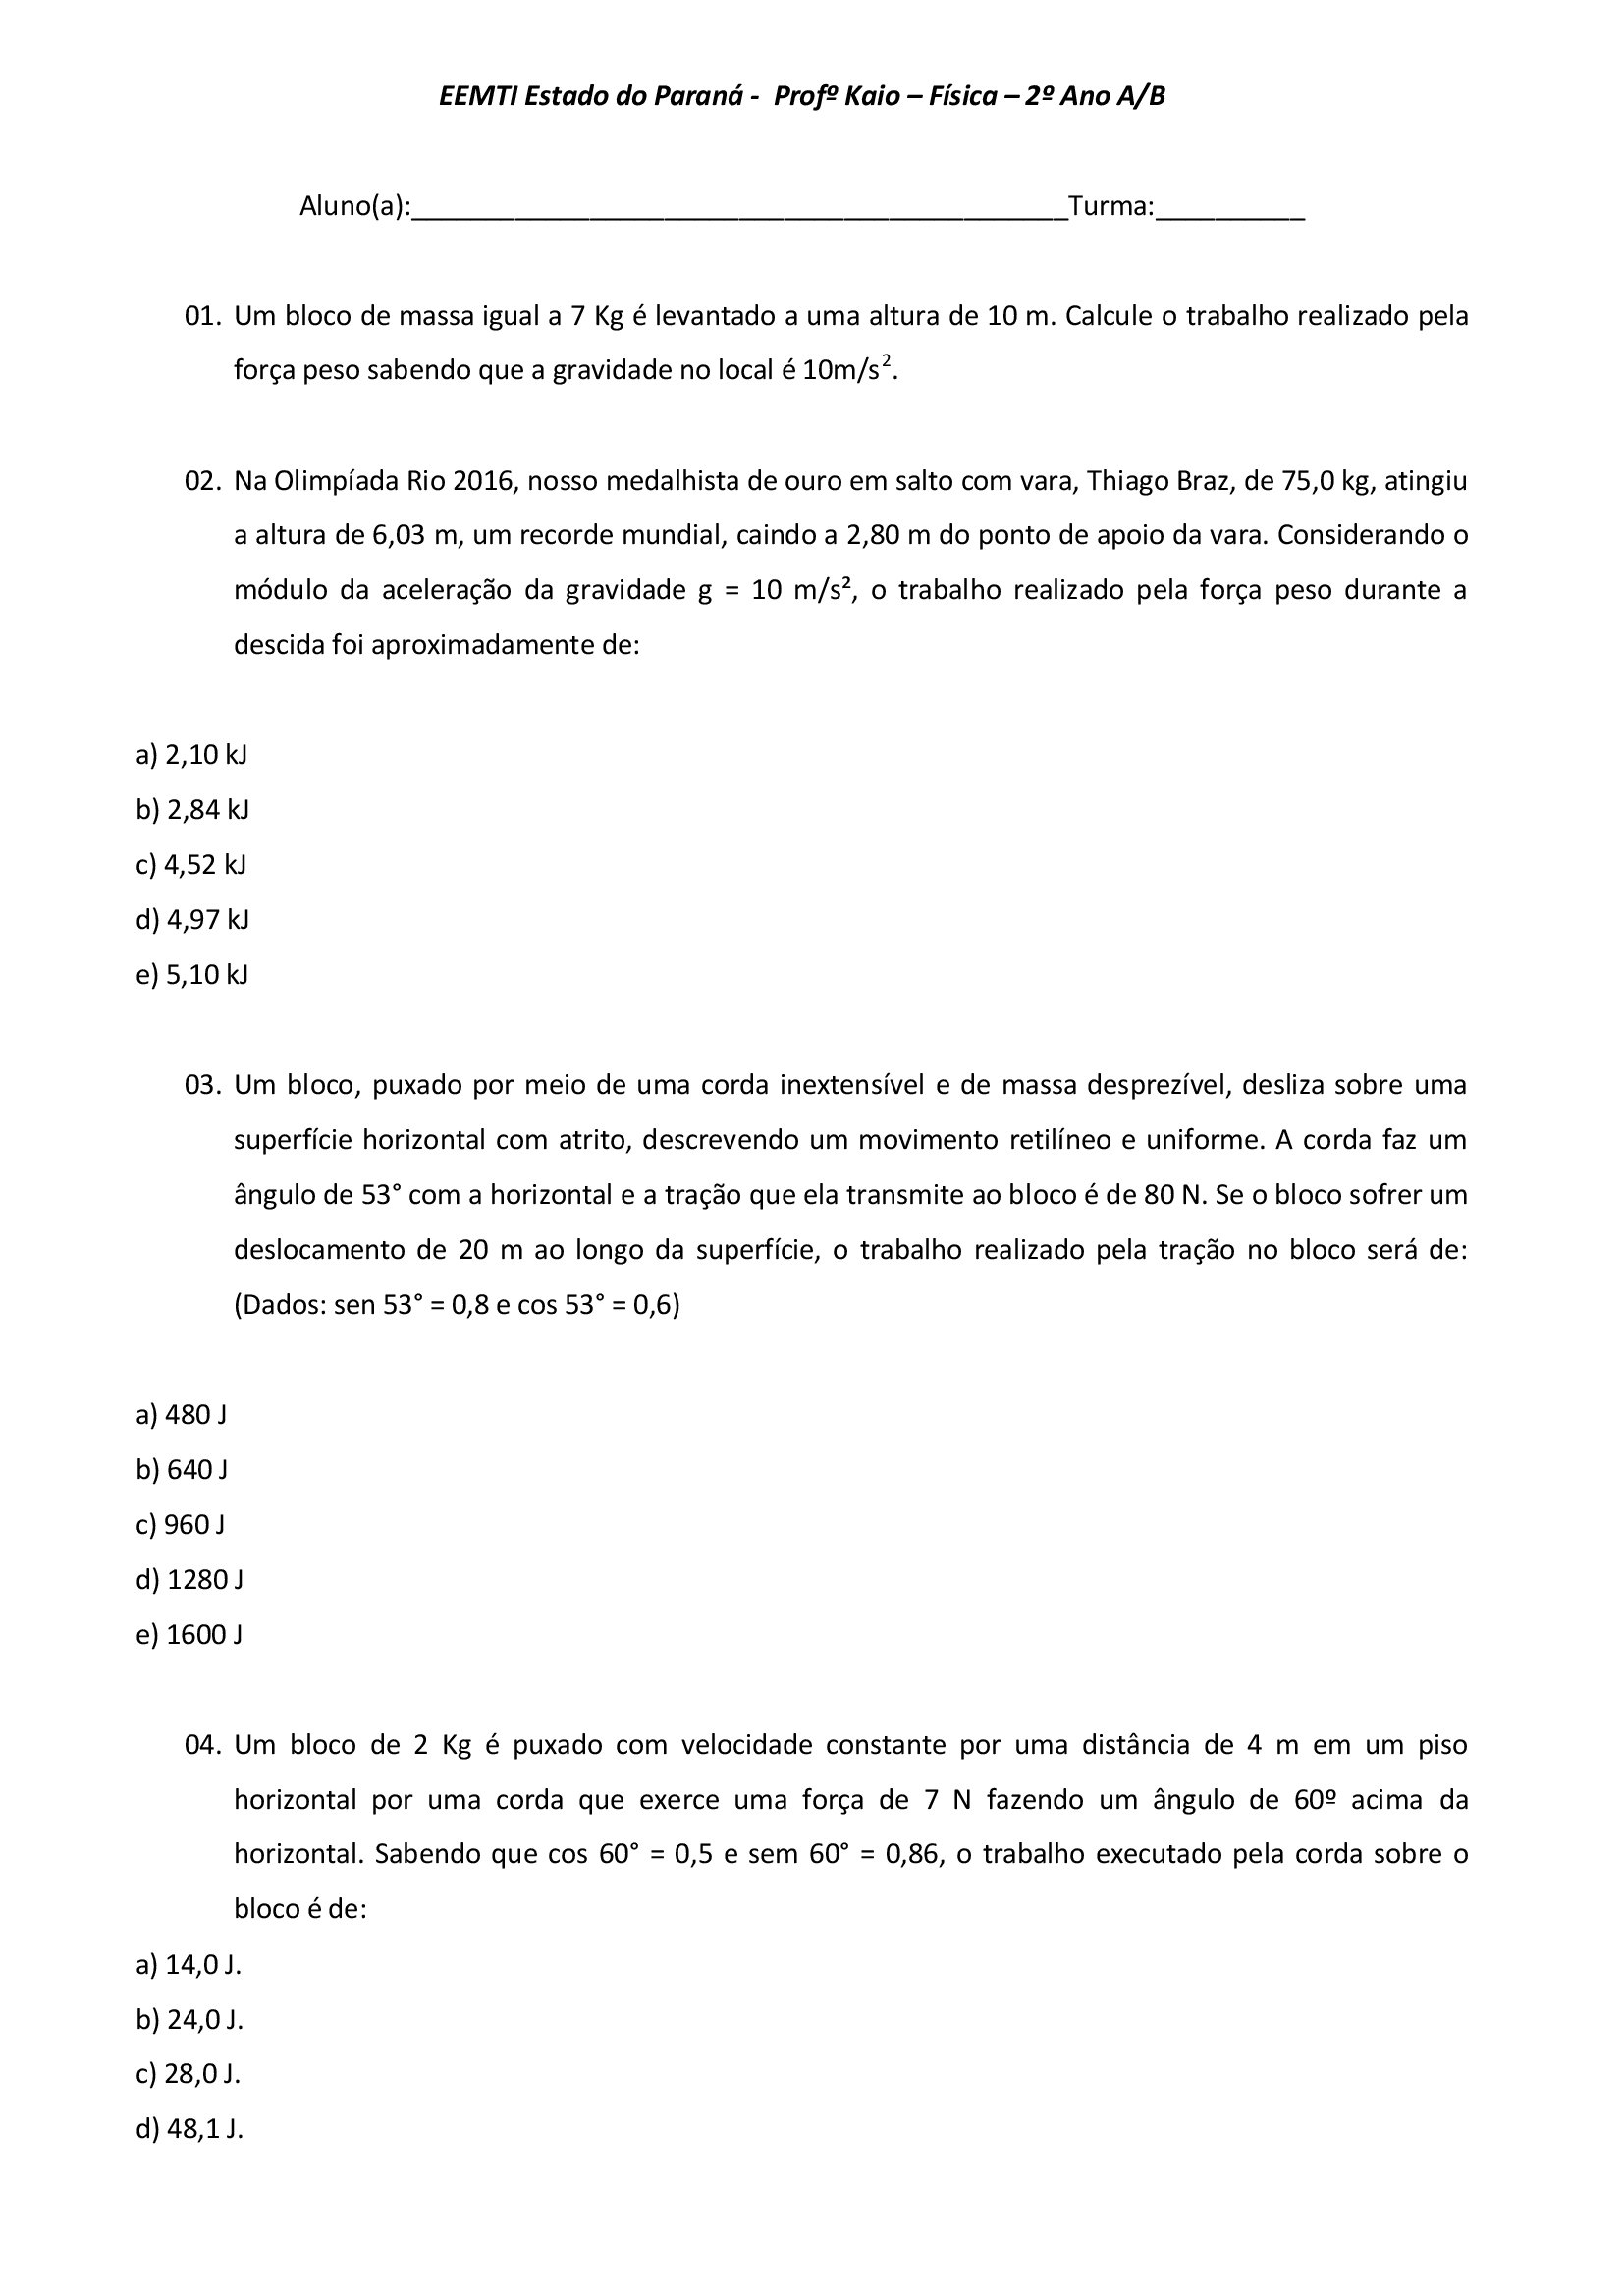 EEMTI Estado do Paraná - Profº Kaio – Física – 2º Ano A/B
Aluno(a):____________________________________________Turma:__________
01. Um bloco de massa igual a 7 Kg é levantado a uma altura de 10 m. Calcule o trabalho realizado pela
força peso sabendo que a gravidade no local é 10m/s².
02. Na Olimpíada Rio 2016, nosso medalhista de ouro em salto com vara, Thiago Braz, de 75,0 kg, atingiu
a altura de 6,03 m, um recorde mundial, caindo a 2,80 m do ponto de apoio da vara. Considerando o
módulo da aceleração da gravidade g = 10 m/s², o trabalho realizado pela força peso durante a
descida foi aproximadamente de:
a) 2,10 kJ
b) 2,84 kJ
c) 4,52 kJ
d) 4,97 kJ
e) 5,10 kJ
03. Um bloco, puxado por meio de uma corda inextensível e de massa desprezível, desliza sobre uma
superfície horizontal com atrito, descrevendo um movimento retilíneo e uniforme. A corda faz um
ângulo de 53° com a horizontal e a tração que ela transmite ao bloco é de 80 N. Se o bloco sofrer um
deslocamento de 20 m ao longo da superfície, o trabalho realizado pela tração no bloco será de:
(Dados: sen 53° = 0,8 e cos 53° = 0,6)
a) 480 J
b) 640 J
c) 960 J
d) 1280 J
e) 1600 J
04. Um bloco de 2 Kg é puxado com velocidade constante por uma distância de 4 m em um piso
horizontal por uma corda que exerce uma força de 7 N fazendo um ângulo de 60º acima da
horizontal. Sabendo que cos 60° = 0,5 e sem 60° = 0,86, o trabalho executado pela corda sobre o
bloco é de:
a) 14,0 J.
b) 24,0 J.
c) 28,0 J.
d) 48,1 J.